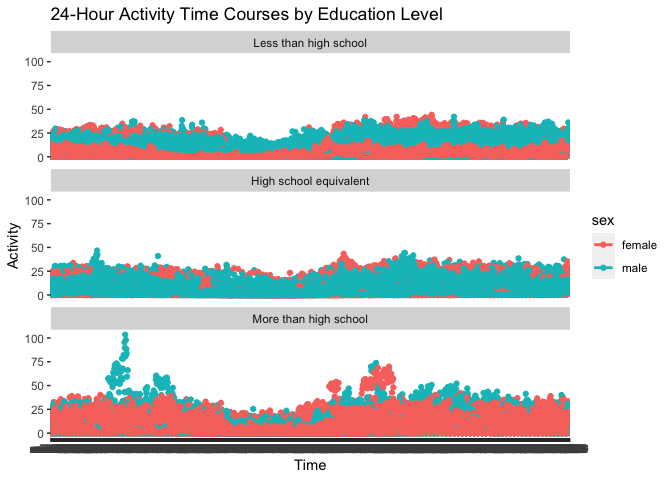 24-Hour Activity Time Courses by Education Level
Less than high school
100
75
50
25
0
High school equivalent
100
75
50
25
0
More than high school
100
75
50
25
0
Activity
Time
sex
female
male